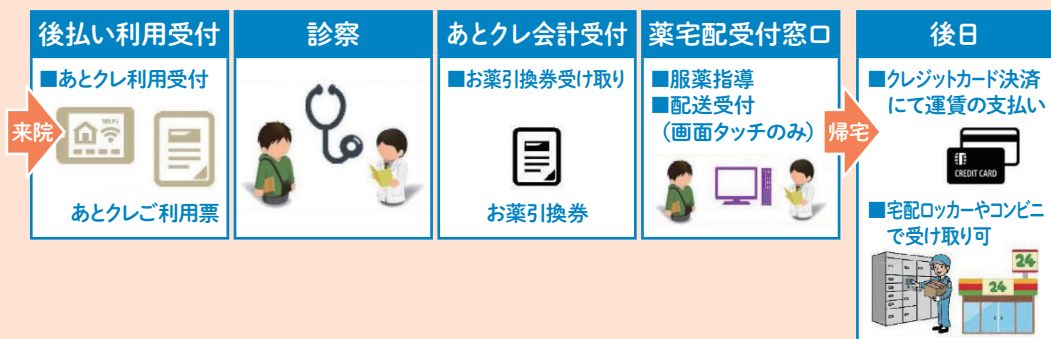 来院
後払い利用受付
■あとクレ利用受付
WiFi
あとクレご利用票
診察
あとクレ会計受付
■お薬引換券受け取り
お薬引換券
薬宅配受付窓口
■服薬指導
■配送受付
(画面タッチのみ)
帰宅
後日
■クレジットカード決済
にて運賃の支払い
CREDIT CARD
■宅配ロッカーやコンビニ
で受け取り可
24
24